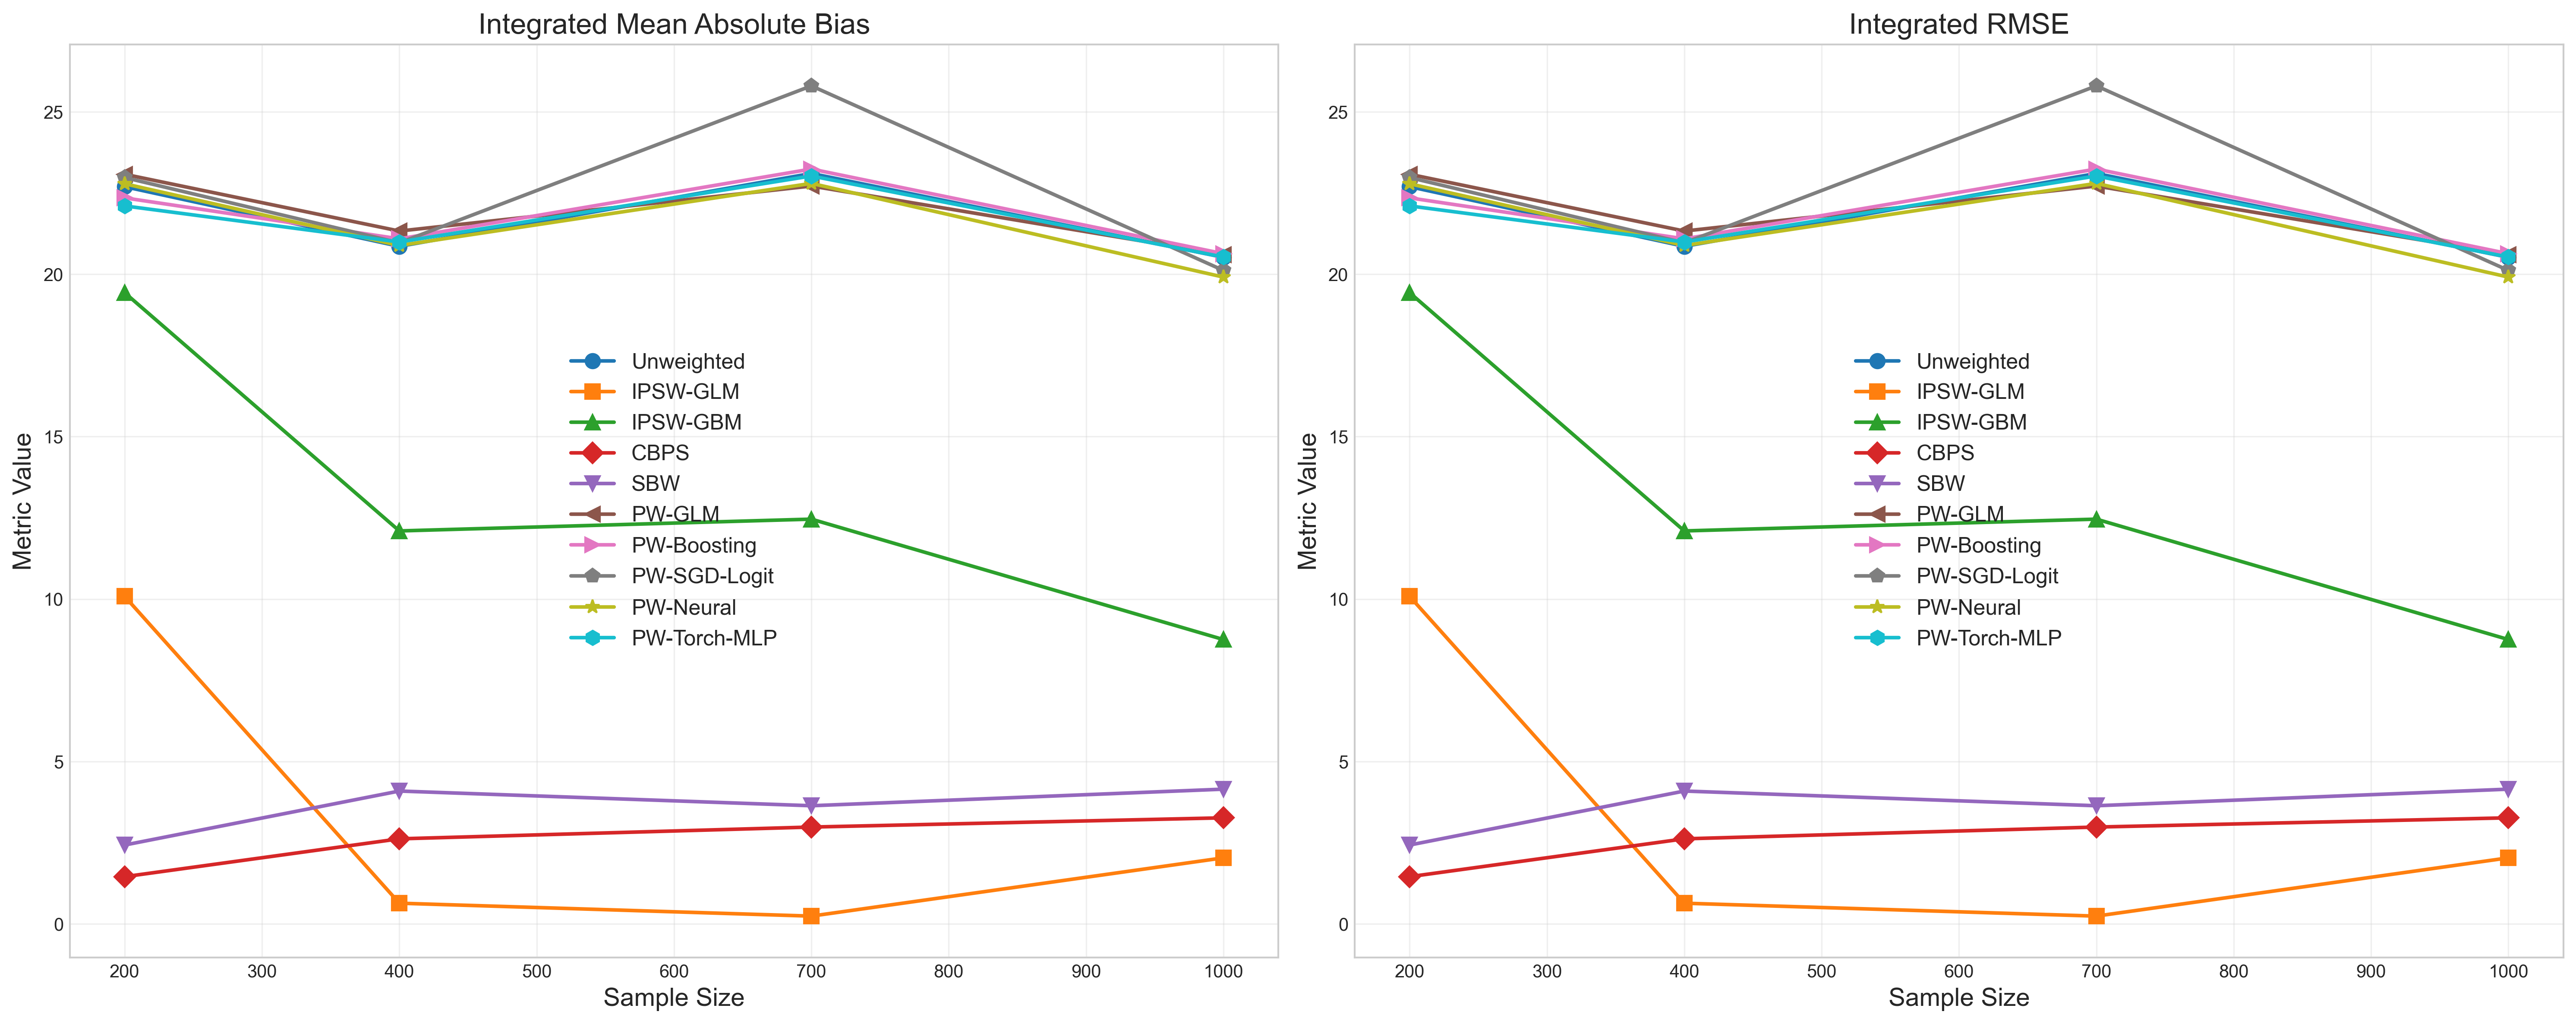 Integrated Mean Absolute Bias
25
20
15
10
5
0
Metric Value
Unweighted
IPSW-GLM
IPSW-GBM
CBPS
SBW
PW-GLM
PW-Boosting
PW-SGD-Logit
PW-Neural
PW-Torch-MLP
200 300 400 500 600 700 800 900 1000
Sample Size
Integrated RMSE
25
20
15
10
5
0
Metric Value
Unweighted
IPSW-GLM
IPSW-GBM
CBPS
SBW
PW-GLM
PW-Boosting
PW-SGD-Logit
PW-Neural
PW-Torch-MLP
200 300 400 500 600 700 800 900 1000
Sample Size